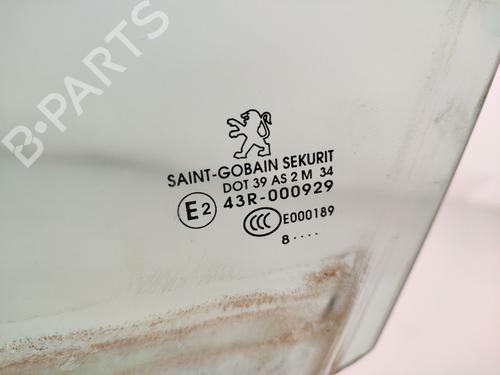 B-PARTS
SAINT-GOBAIN SEKURIT
DOT 39 AS 2 M 34
E2 43R-000929
CCC E000189
8····